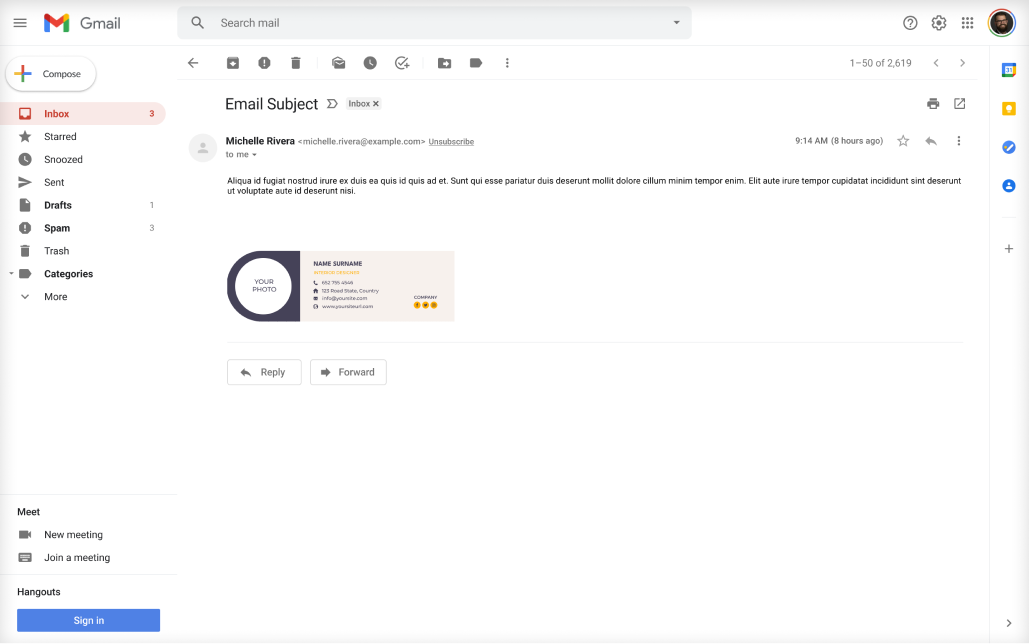 Gmail
Search mail
Compose
1–50 of 2,619
Inbox 3
Starred
Snoozed
Sent
Drafts 1
Spam 3
Trash
Categories
More
Email Subject Inbox ×
Michelle Rivera <michelle.rivera@example.com> Unsubscribe
9:14 AM (8 hours ago)
to me
Aliqua id fugiat nostrud irure ex duis ea quis id quis ad et. Sunt qui esse pariatur duis deserunt mollit dolore cillum minim tempor enim. Elit aute irure tempor cupidatat incididunt sint deserunt
ut voluptate aute id deserunt nisi.
YOUR
PHOTO
NAME SURNAME
INTERIOR DESIGNER
652 755 4546
123 Road State, Country
info@yoursite.com
www.yoursiteurl.com
COMPANY
Reply
Forward
Meet
New meeting
Join a meeting
Hangouts
Sign in
31